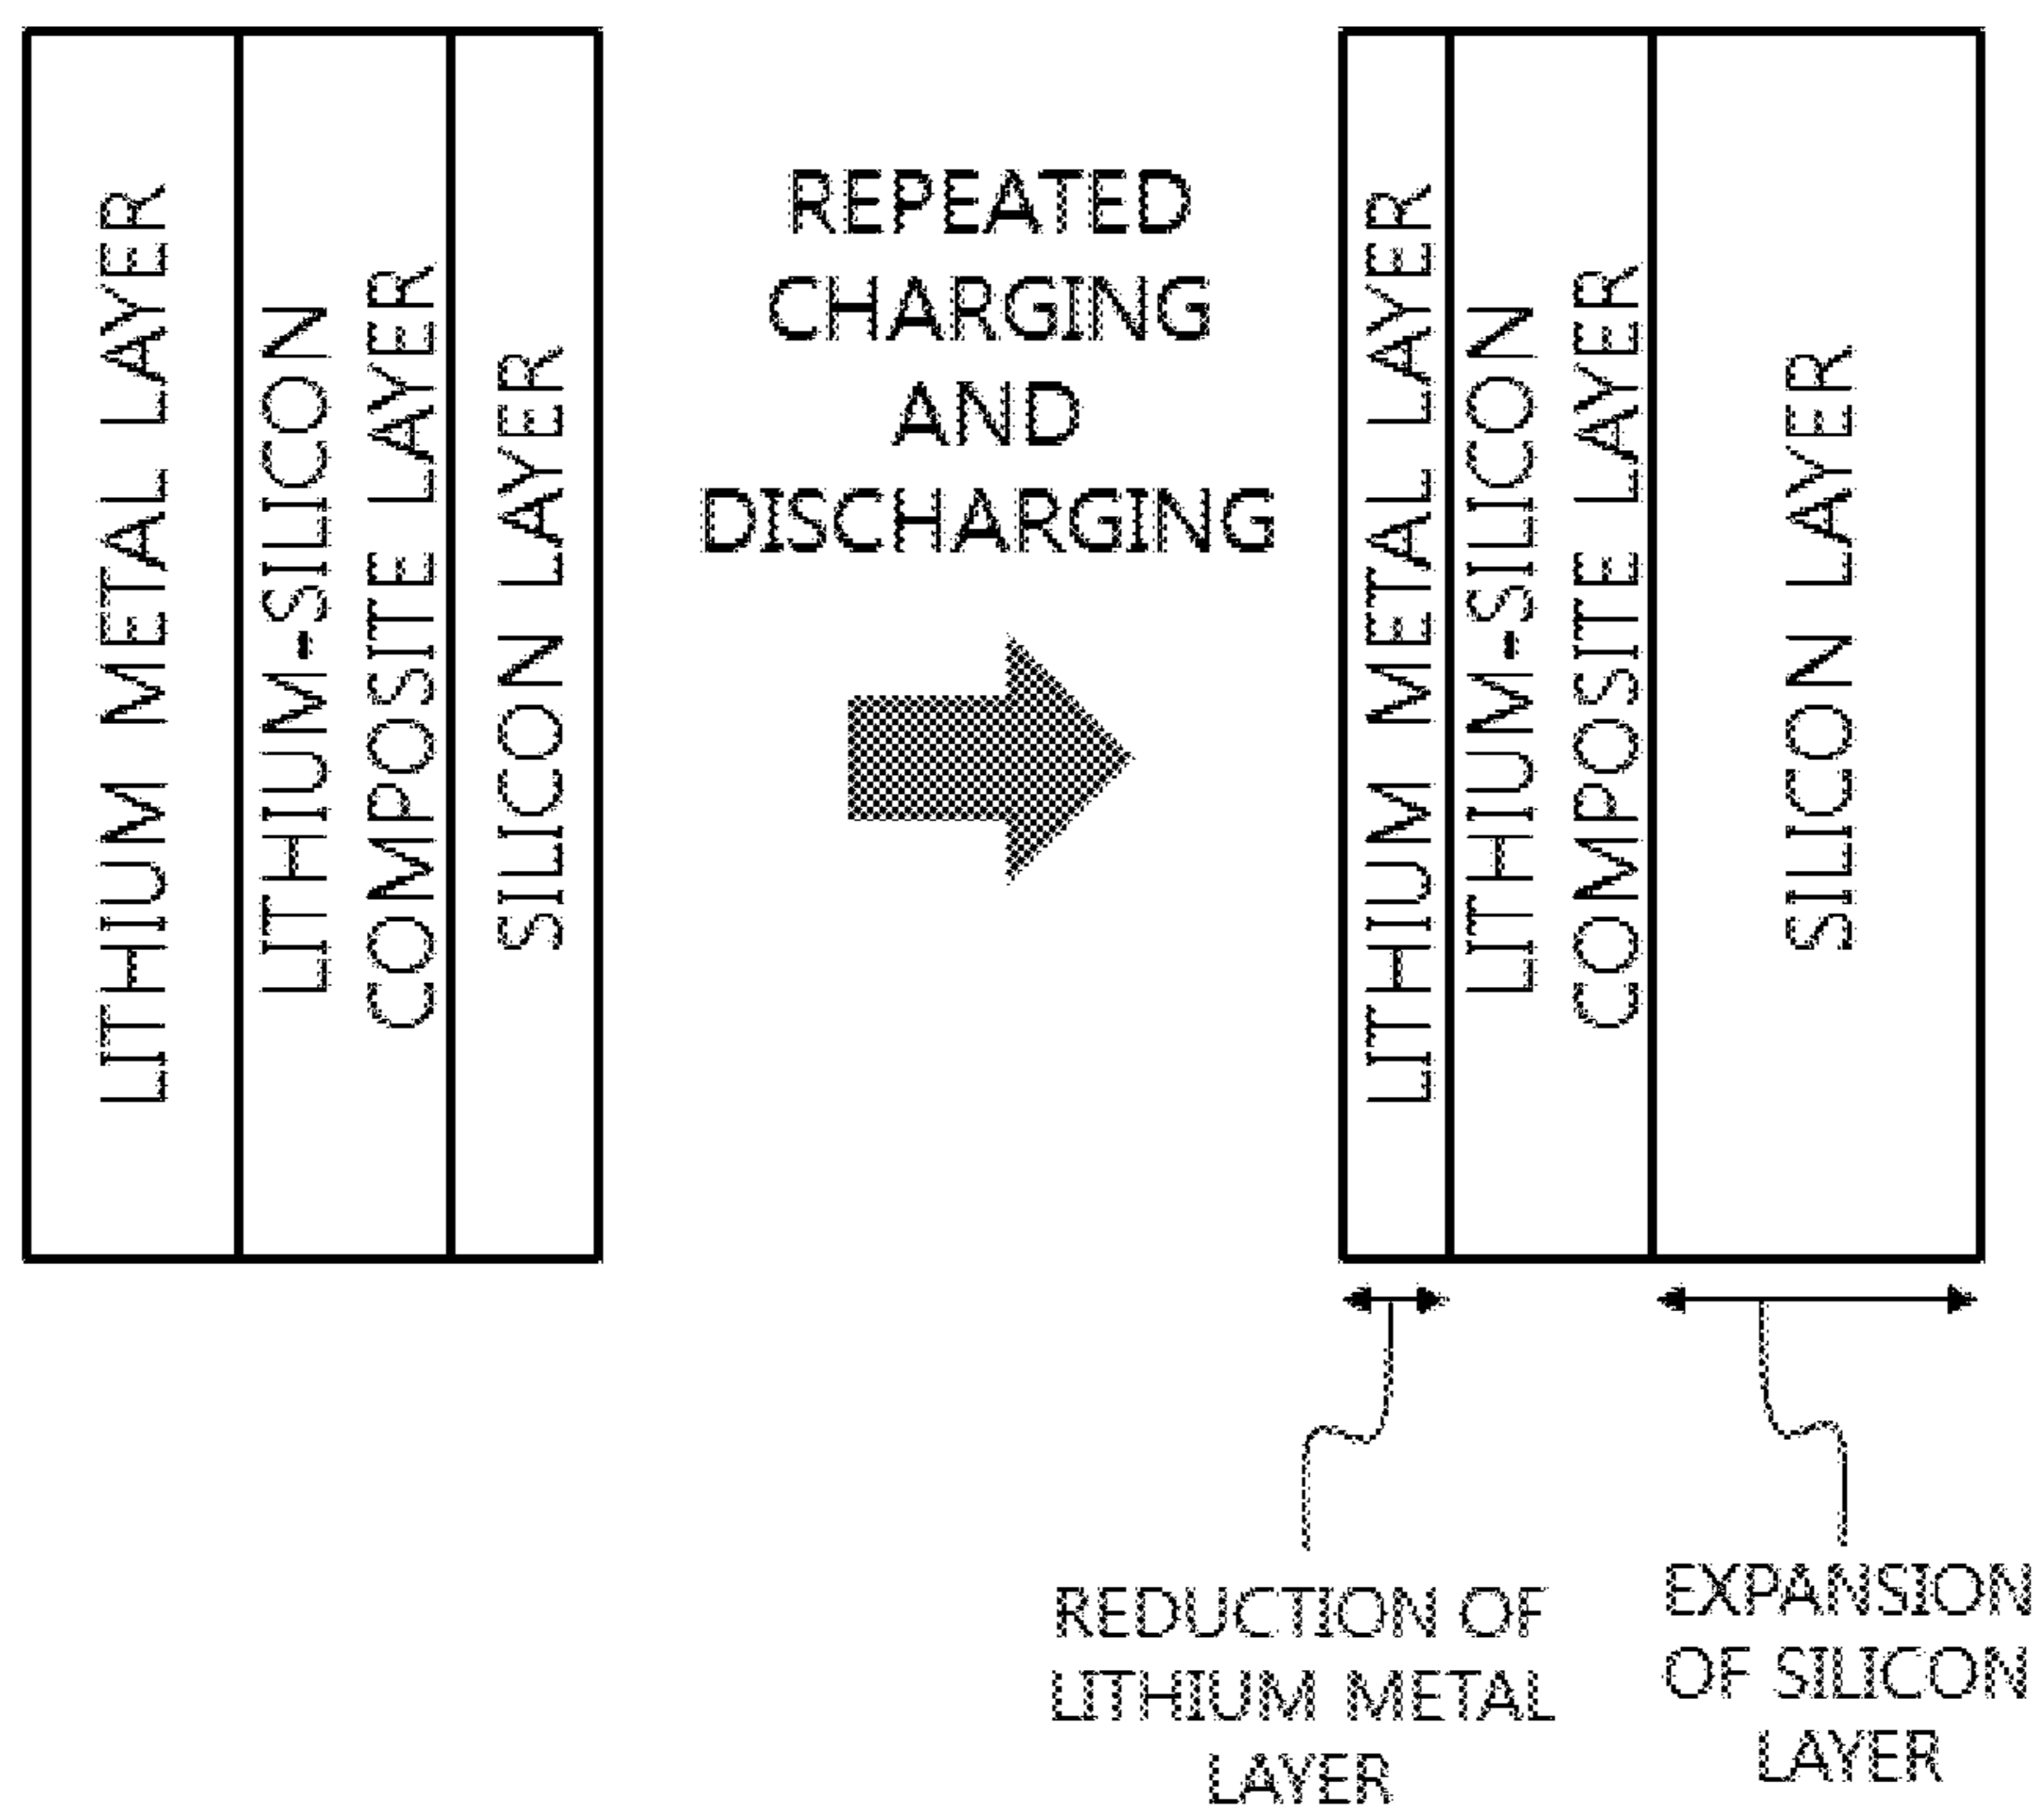 LITHIUM METAL LAYER
LITHIUM-SILICON
COMPOSITE LAYER
SILICON LAYER
REPEATED
CHARGING
AND
DISCHARGING
LITHIUM METAL LAYER
LITHIUM-SILICON
COMPOSITE LAYER
SILICON LAYER
REDUCTION OF
LITHIUM METAL
LAYER
EXPANSION
OF SILICON
LAYER